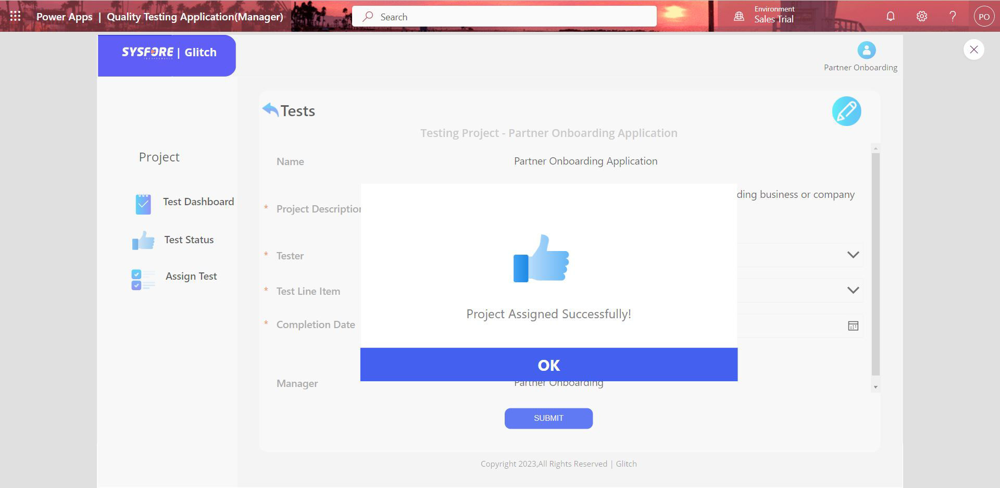 Power Apps | Quality Testing Application(Manager)
Search
Environment
Sales Trial
?
PO
SYSFORE | Glitch
Partner Onboarding
Tests
Testing Project - Partner Onboarding Application
Project
Test Dashboard
Test Status
Assign Test
Name
Partner Onboarding Application
* Project Description
ding business or company
* Tester
* Test Line Item
* Completion Date
Project Assigned Successfully!
OK
Manager
Partner Onboarding
SUBMIT
Copyright 2023,All Rights Reserved | Glitch